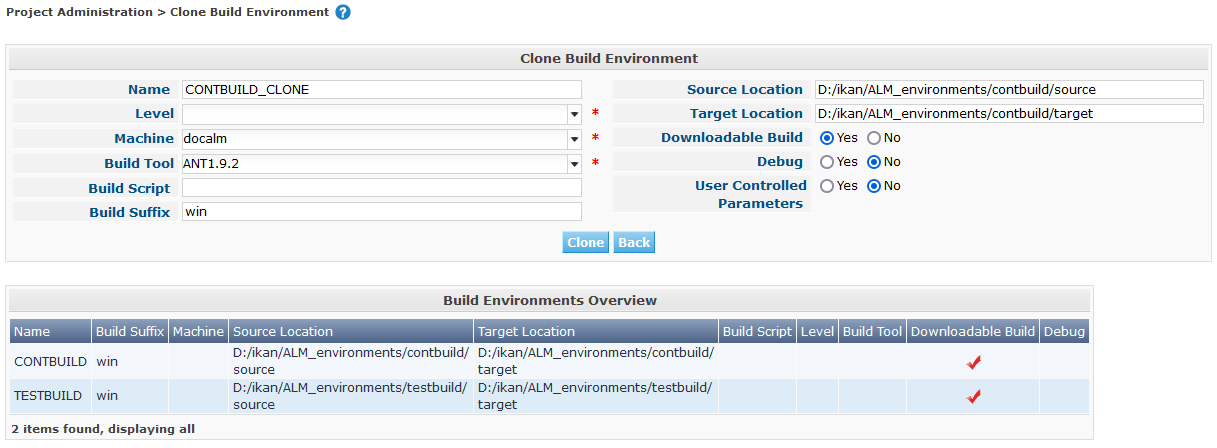 Project Administration > Clone Build Environment ?
Clone Build Environment
Name CONTBUILD_CLONE
Level *
Machine docalm *
Build Tool ANT1.9.2 *
Build Script
Build Suffix win
Source Location D:/ikan/ALM_environments/contbuild/source
Target Location D:/ikan/ALM_environments/contbuild/target
Downloadable Build Yes No
Debug Yes No
User Controlled Yes No
Parameters
Clone Back
Build Environments Overview
Name Build Suffix Machine Source Location Target Location Build Script Level Build Tool Downloadable Build Debug
CONTBUILD win D:/ikan/ALM_environments/contbuild/ D:/ikan/ALM_environments/contbuild/
source target
TESTBUILD win D:/ikan/ALM_environments/testbuild/ D:/ikan/ALM_environments/testbuild/
source target
2 items found, displaying all